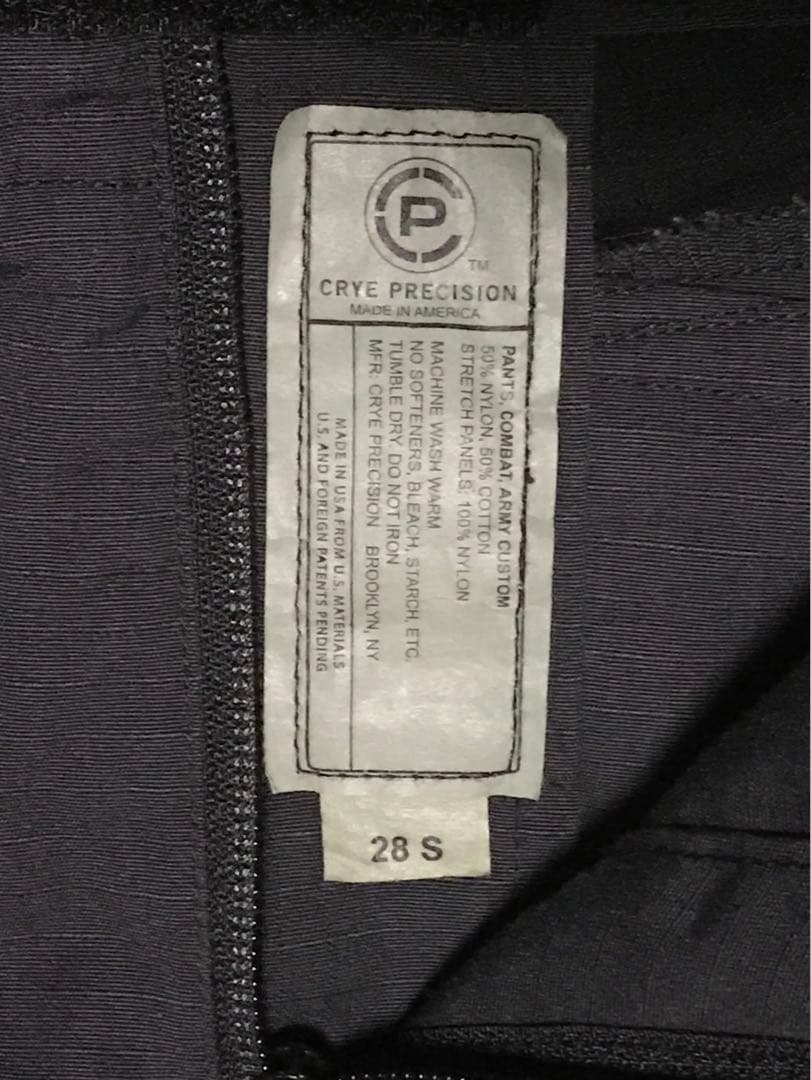 P
TM
CRYE PRECISION
MADE IN AMERICA
PANTS, COMBAT, ARMY CUSTOM
50% NYLON, 50% COTTON
STRETCH PANELS: 100% NYLON
MACHINE WASH WARM
NO SOFTENERS, BLEACH, STARCH, ETC.
TUMBLE DRY, DO NOT IRON
MFR: CRYE PRECISION BROOKLYN, NY
MADE IN USA FROM U.S. MATERIALS
U.S. AND FOREIGN PATENTS PENDING
28 S